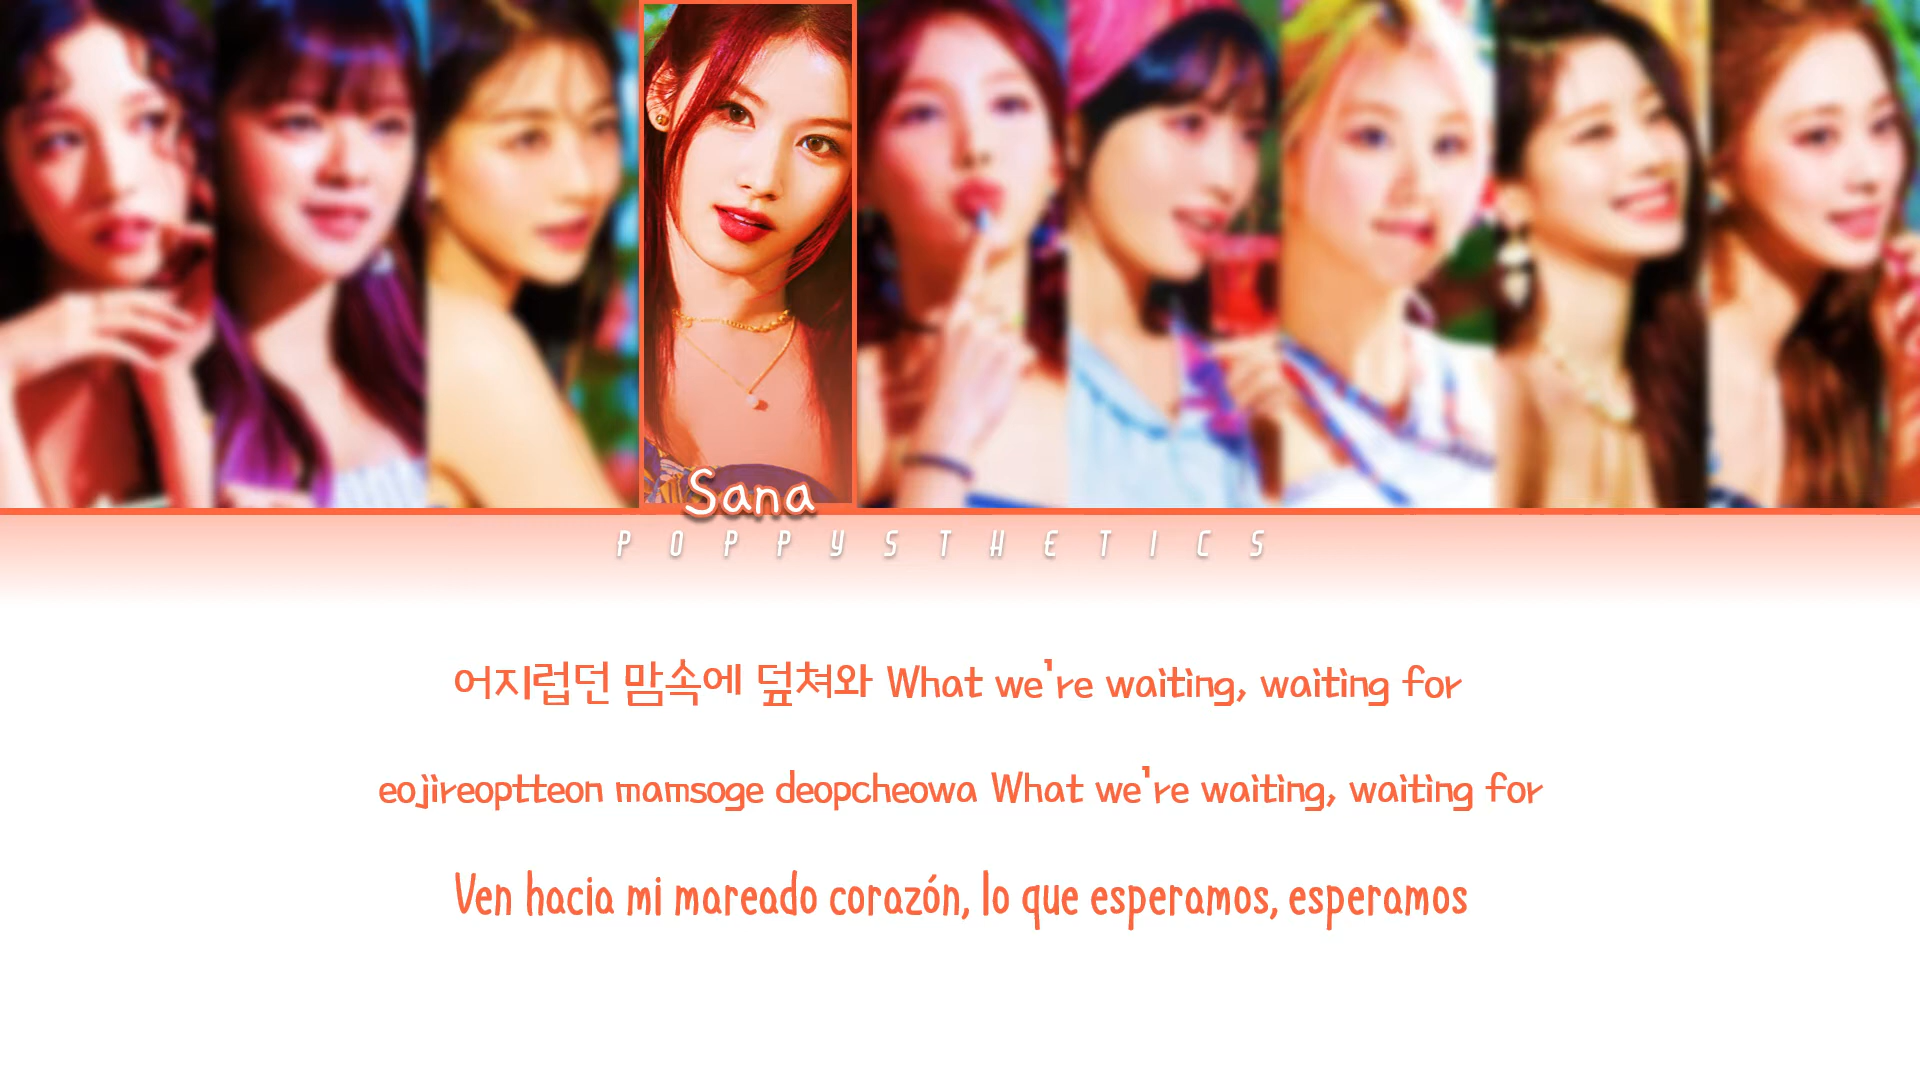 Sana
POPPYSTHETICS
어지럽던 맘속에 덮쳐와 What we're waiting, waiting for
eojireoptteon mamsoge deopcheowa What we're waiting, waiting for
Ven hacia mi mareado corazón, lo que esperamos, esperamos